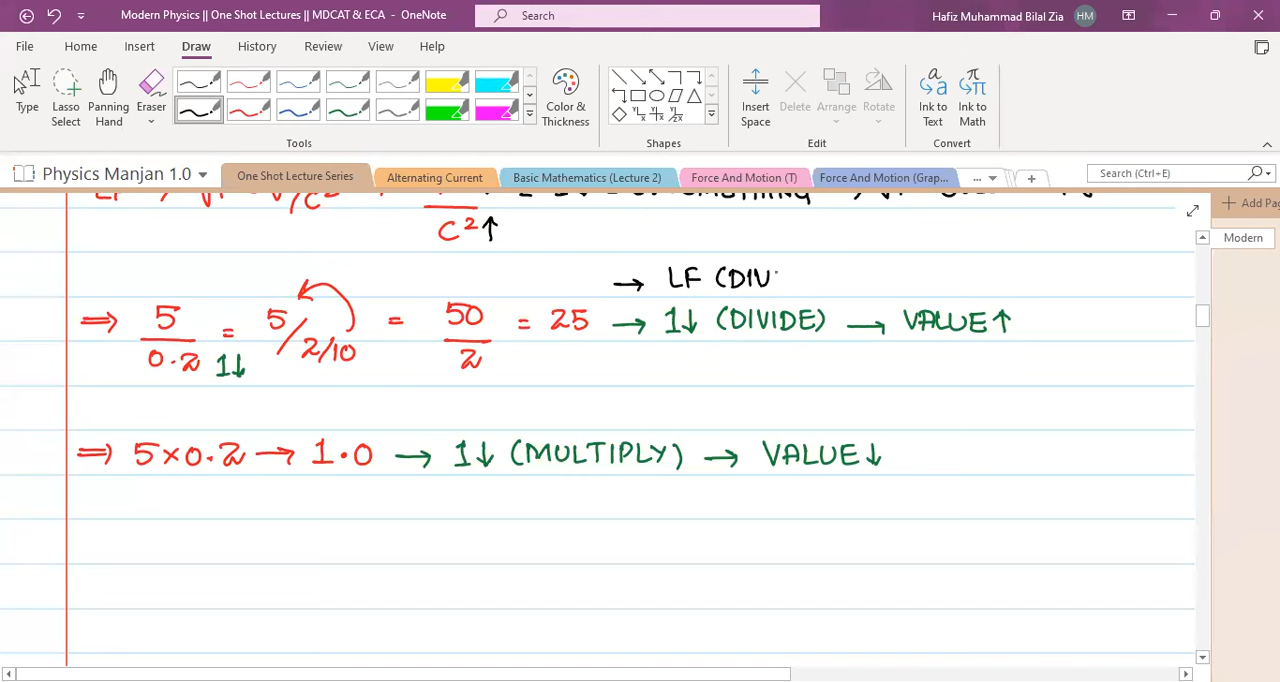 Modern Physics || One Shot Lectures || MDCAT & ECA - OneNote
Search
Hafiz Muhammad Bilal Zia
HM
File Home Insert Draw History Review View Help
Type
Lasso Select
Panning Hand
Eraser
Color & Thickness
Insert Space
Delete
Arrange
Rotate
Ink to Text
Ink to Math
Tools
Shapes
Edit
Convert
Physics Manjan 1.0
One Shot Lecture Series
Alternating Current
Basic Mathematics (Lecture 2)
Force And Motion (T)
Force And Motion (Grap...
...
Search (Ctrl+E)
Add Pag
Modern
C²↑
→ LF (DIV
⇒ 5/0.2 = 5/2/10 = 50/2 = 25 → 1↓ (DIVIDE) → VALUE↑
1↓
⇒ 5×0.2 → 1.0 → 1↓ (MULTIPLY) → VALUE↓